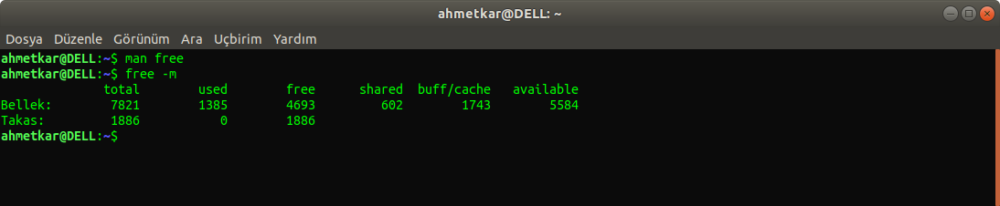 ahmetkar@DELL: ~
Dosya Düzenle Görünüm Ara Uçbirim Yardım
ahmetkar@DELL:~$ man free
ahmetkar@DELL:~$ free -m
total used free shared buff/cache available
Bellek: 7821 1385 4693 602 1743 5584
Takas: 1886 0 1886
ahmetkar@DELL:~$